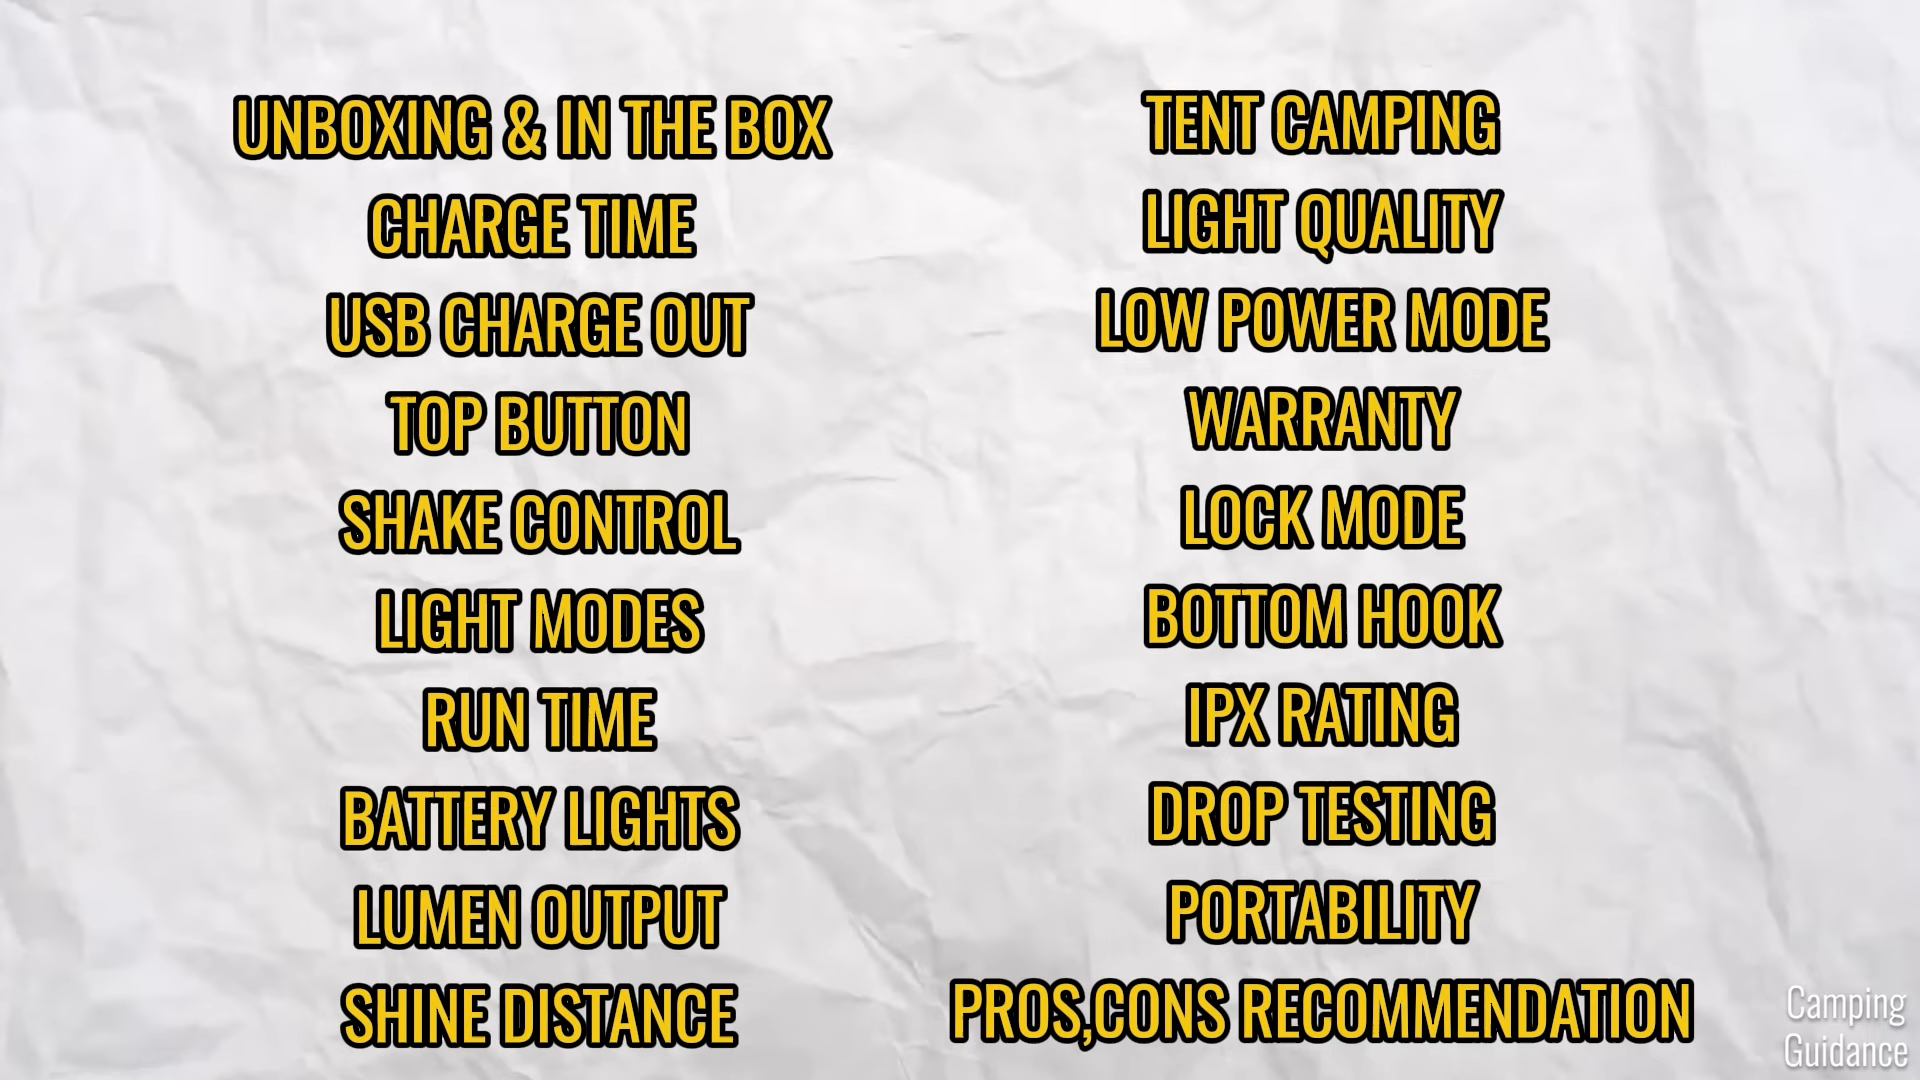 UNBOXING & IN THE BOX
CHARGE TIME
USB CHARGE OUT
TOP BUTTON
SHAKE CONTROL
LIGHT MODES
RUN TIME
BATTERY LIGHTS
LUMEN OUTPUT
SHINE DISTANCE
TENT CAMPING
LIGHT QUALITY
LOW POWER MODE
WARRANTY
LOCK MODE
BOTTOM HOOK
IPX RATING
DROP TESTING
PORTABILITY
PROS,CONS RECOMMENDATION
Camping
Guidance